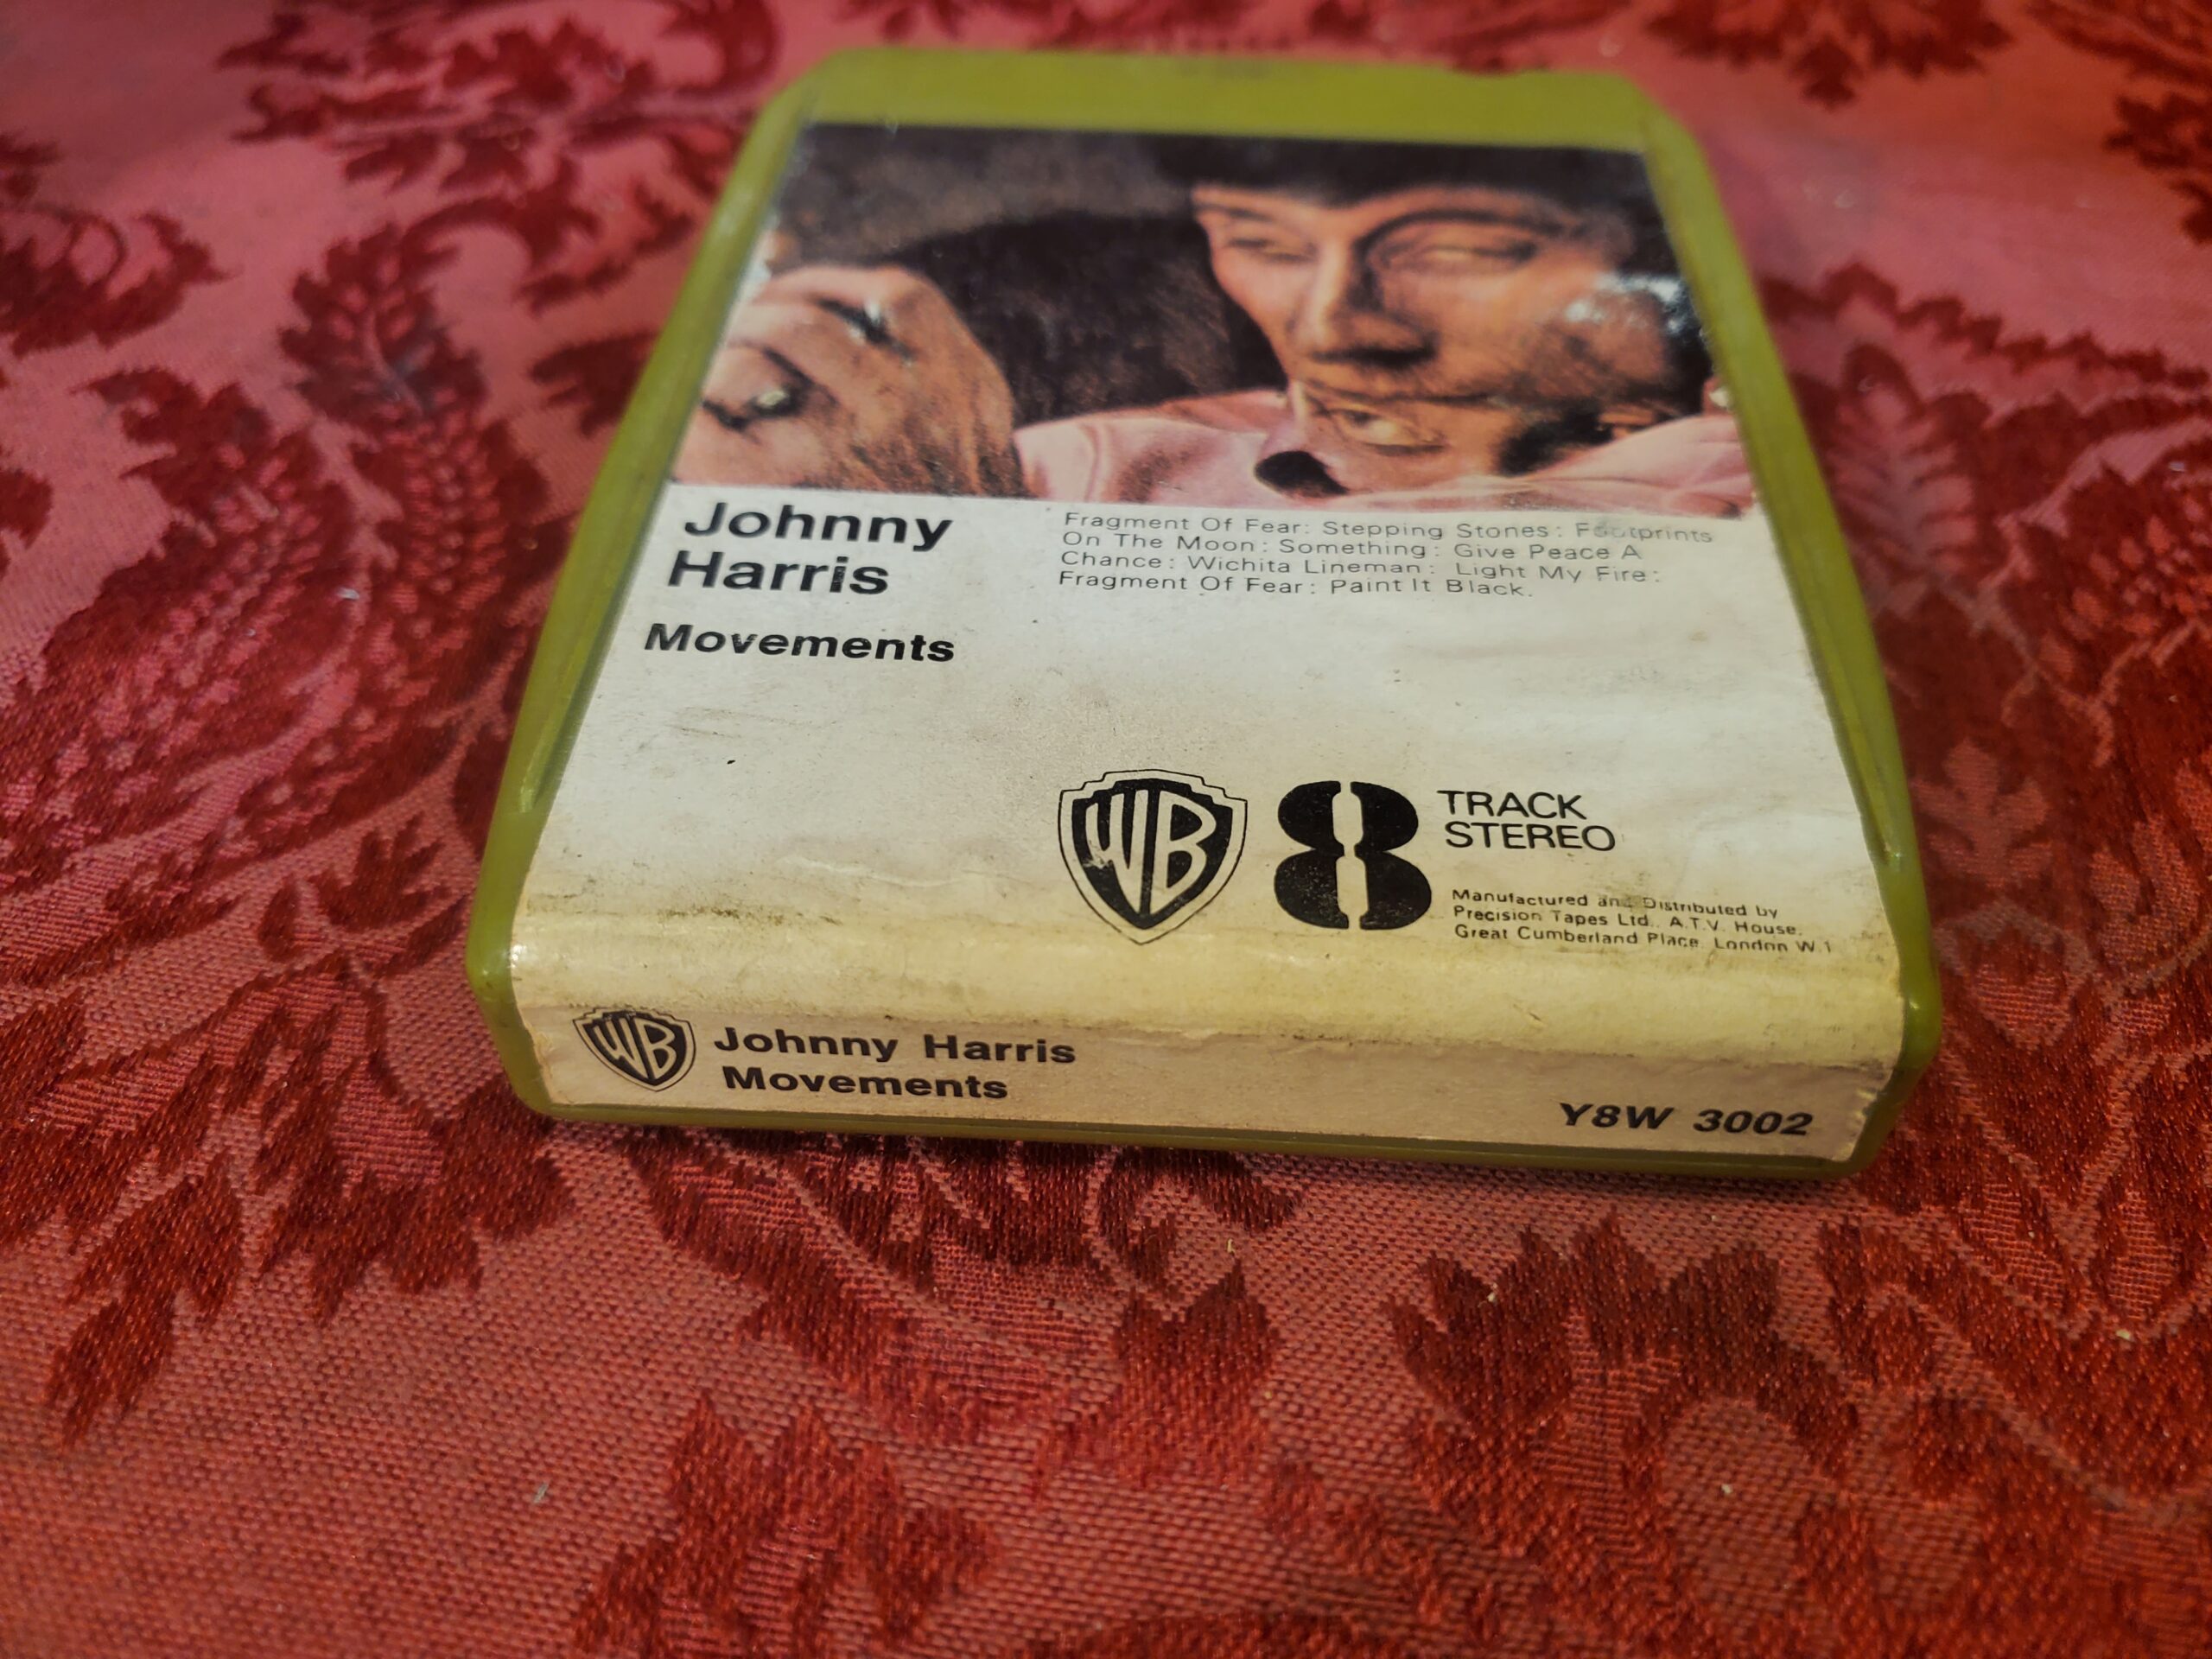 Johnny
Harris
Movements
Fragment Of Fear: Stepping Stones: Footprints
On The Moon: Something: Give Peace A
Chance: Wichita Lineman: Light My Fire:
Fragment Of Fear: Paint It Black.
WB
8
TRACK
STEREO
Manufactured and Distributed by
Precision Tapes Ltd., A.T.V. House,
Great Cumberland Place, London W.1
WB
Johnny Harris
Movements
Y8W 3002